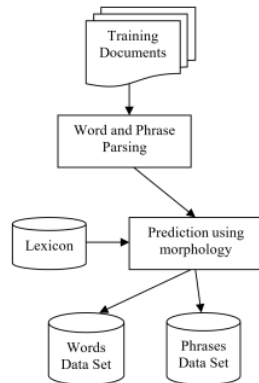 Training
Documents
Word and Phrase
Parsing
Lexicon
Prediction using
morphology
Words
Data Set
Phrases
Data Set